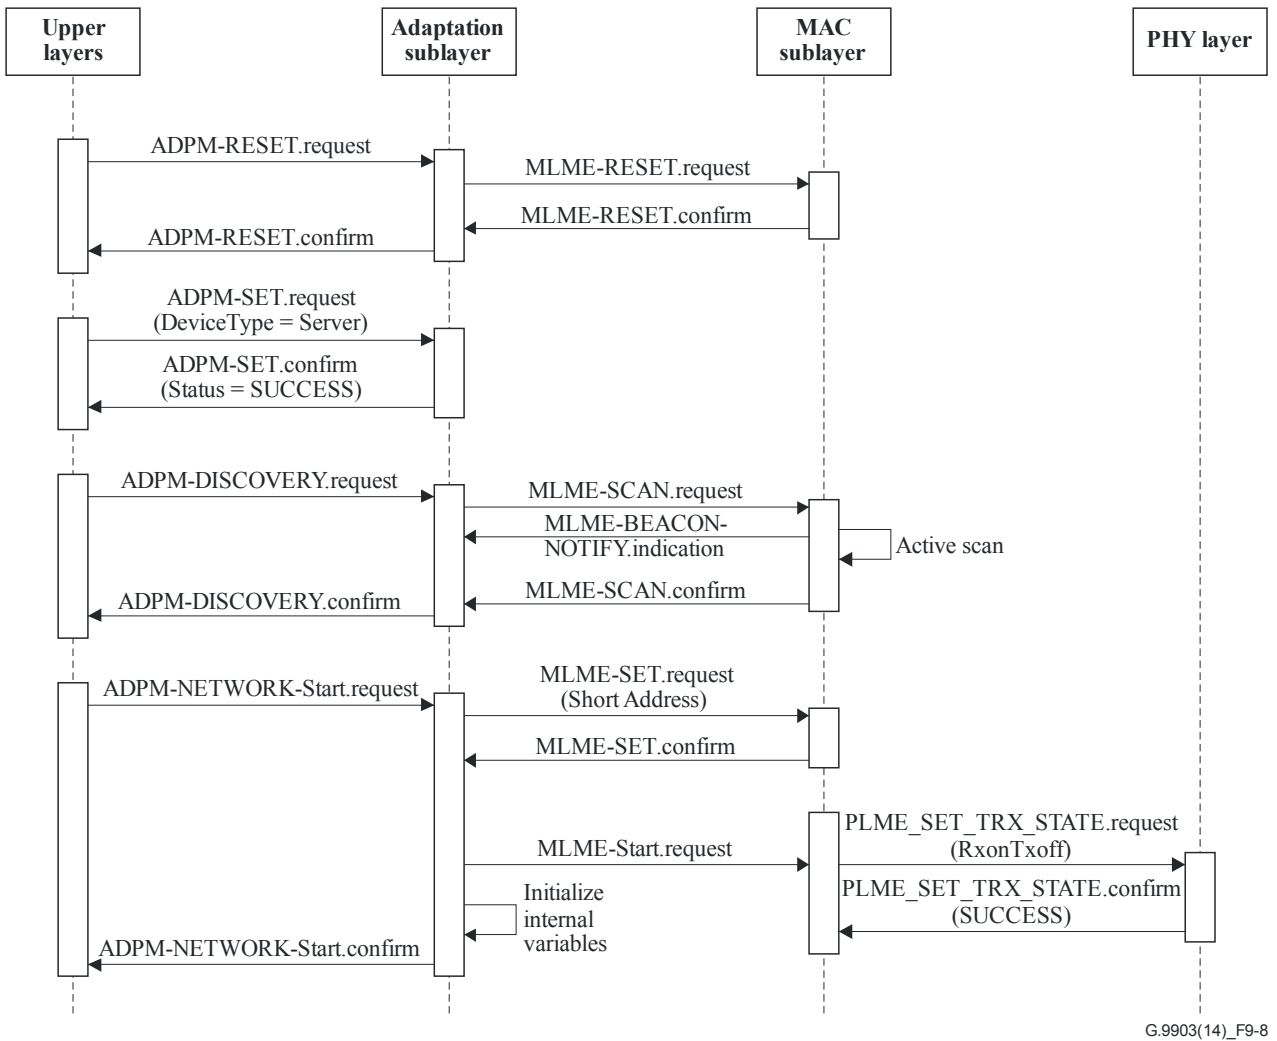 Upper
layers
Adaptation
sublayer
MAC
sublayer
PHY layer
ADPM-RESET.request
MLME-RESET.request
MLME-RESET.confirm
ADPM-RESET.confirm
ADPM-SET.request
(DeviceType = Server)
ADPM-SET.confirm
(Status = SUCCESS)
ADPM-DISCOVERY.request
MLME-SCAN.request
MLME-BEACON-
NOTIFY.indication
Active scan
MLME-SCAN.confirm
ADPM-DISCOVERY.confirm
ADPM-NETWORK-Start.request
MLME-SET.request
(Short Address)
MLME-SET.confirm
PLME_SET_TRX_STATE.request
(RxonTxoff)
MLME-Start.request
PLME_SET_TRX_STATE.confirm
(SUCCESS)
Initialize
internal
variables
ADPM-NETWORK-Start.confirm
G.9903(14)_F9-8